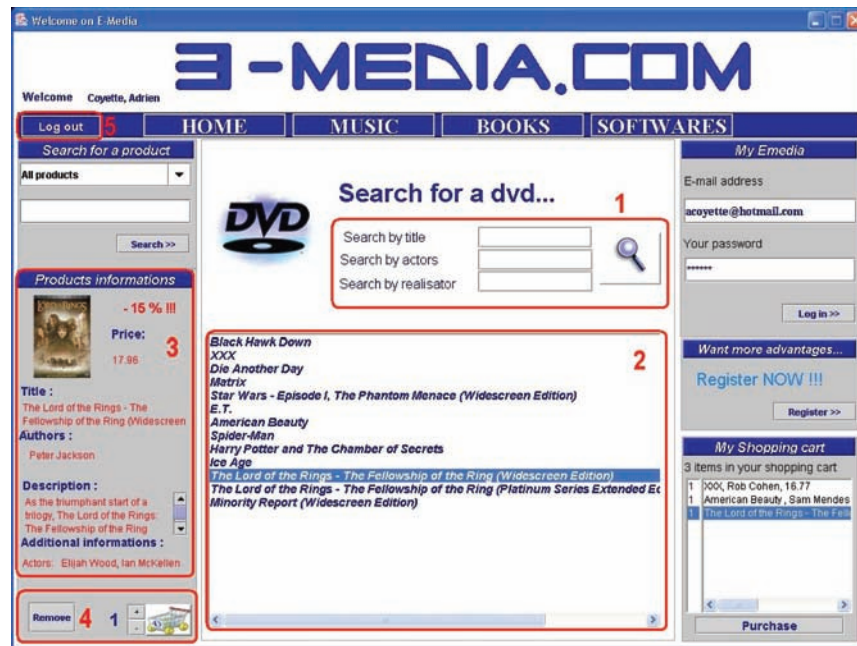 Welcome on E-Media
E-MEDIA.COM
Welcome Coyette, Adrien
Log out 5 HOME MUSIC BOOKS SOFTWARES
Search for a product
All products
Search >>
Products informations
- 15 % !!!
Price:
17.96
3
Title :
The Lord of the Rings - The
Fellowship of the Ring (Widescreen
Authors :
Peter Jackson
Description :
As the triumphant start of a
trilogy, The Lord of the Rings:
The Fellowship of the Ring
Additional informations :
Actors: Elijah Wood, Ian McKellen
Remove 4 1 + -
DVD
Search for a dvd...
1
Search by title
Search by actors
Search by realisator
2
Black Hawk Down
XXX
Die Another Day
Matrix
Star Wars - Episode I, The Phantom Menace (Widescreen Edition)
E.T.
American Beauty
Spider-Man
Harry Potter and The Chamber of Secrets
Ice Age
The Lord of the Rings - The Fellowship of the Ring (Widescreen Edition)
The Lord of the Rings - The Fellowship of the Ring (Platinum Series Extended Ec
Minority Report (Widescreen Edition)
My Emedia
E-mail address
acoyette@hotmail.com
Your password
******
Log in >>
Want more advantages...
Register NOW !!!
Register >>
My Shopping cart
3 items in your shopping cart
1 XXX, Rob Cohen, 16.77
1 American Beauty , Sam Mendes
1 The Lord of the Rings - The Fell
Purchase